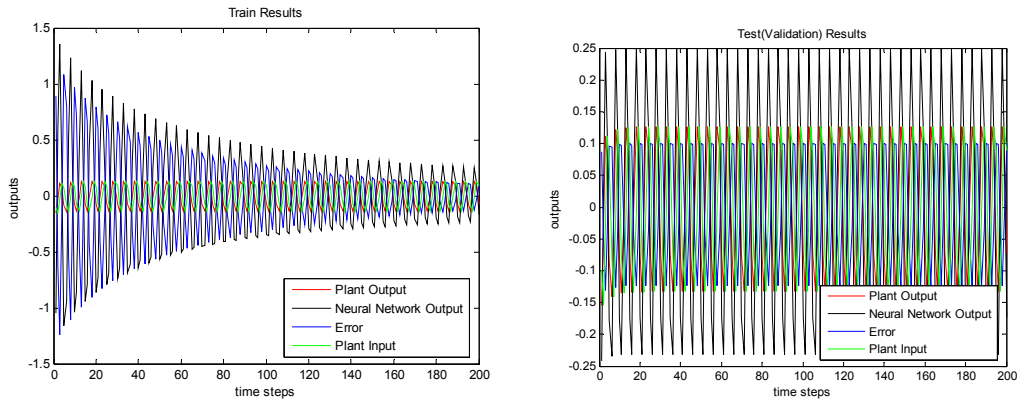 Train Results
1.5
1
0.5
0
-0.5
-1
-1.5
outputs
0 20 40 60 80 100 120 140 160 180 200
time steps
Plant Output
Neural Network Output
Error
Plant Input
Test(Validation) Results
0.25
0.2
0.15
0.1
0.05
0
-0.05
-0.1
-0.15
-0.2
-0.25
outputs
0 20 40 60 80 100 120 140 160 180 200
time steps
Plant Output
Neural Network Output
Error
Plant Input